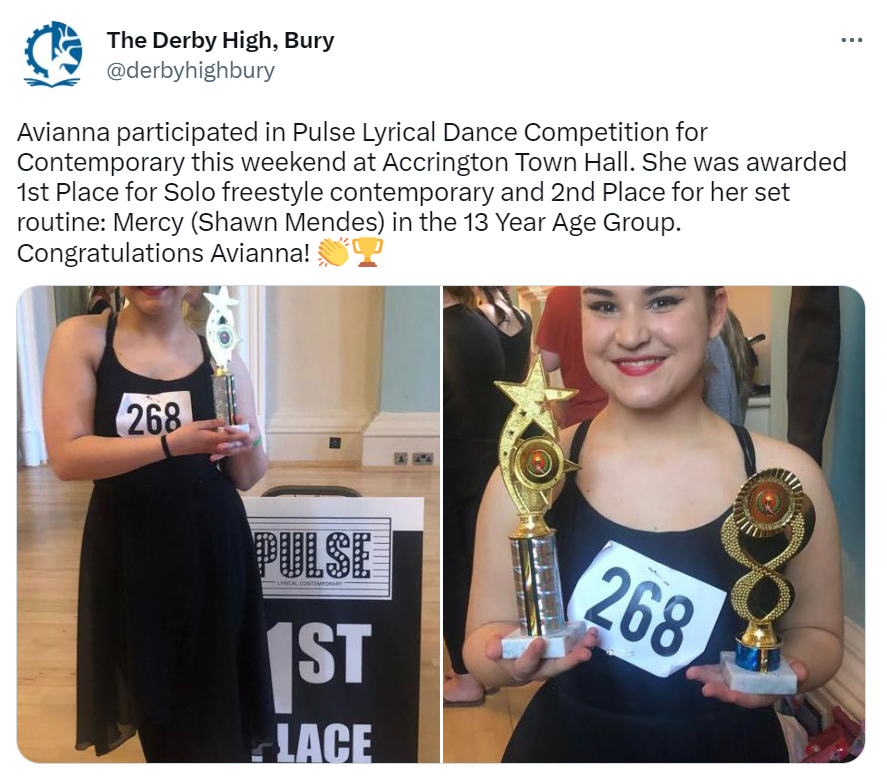 The Derby High, Bury
@derbyhighbury
Avianna participated in Pulse Lyrical Dance Competition for
Contemporary this weekend at Accrington Town Hall. She was awarded
1st Place for Solo freestyle contemporary and 2nd Place for her set
routine: Mercy (Shawn Mendes) in the 13 Year Age Group.
Congratulations Avianna! 👏🏆
268
PULSE
LYRICAL CONTEMPORARY
1ST
PLACE
268